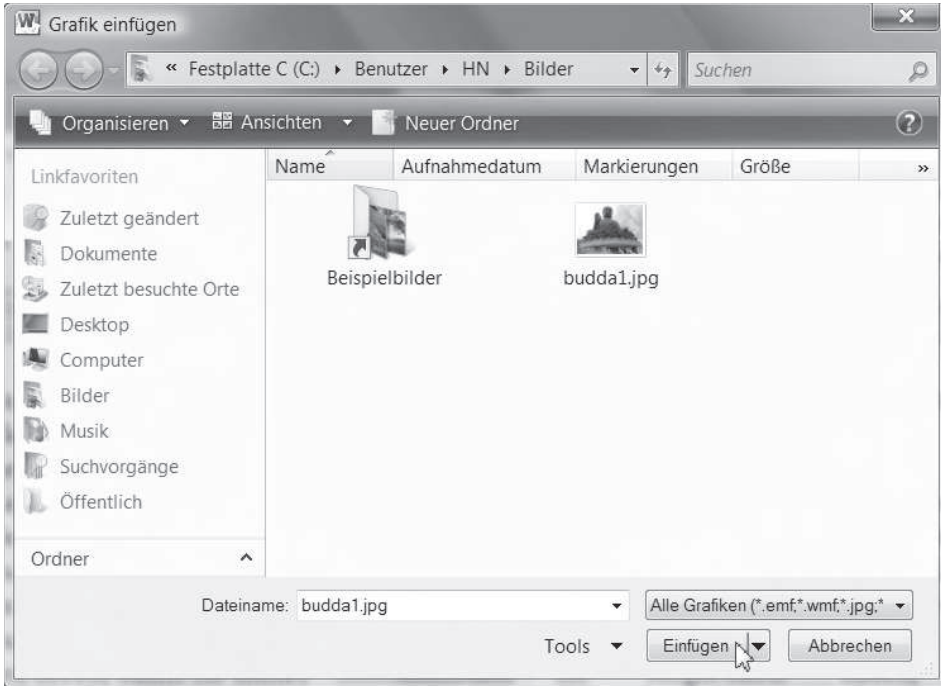 Grafik einfügen
« Festplatte C (C:) ▸ Benutzer ▸ HN ▸ Bilder
Suchen
Organisieren
Ansichten
Neuer Ordner
Linkfavoriten
Zuletzt geändert
Dokumente
Zuletzt besuchte Orte
Desktop
Computer
Bilder
Musik
Suchvorgänge
Öffentlich
Ordner
Name Aufnahmedatum Markierungen Größe »
Beispielbilder
budda1.jpg
Dateiname: budda1.jpg
Alle Grafiken (*.emf;*.wmf;*.jpg;*
Tools
Einfügen
Abbrechen